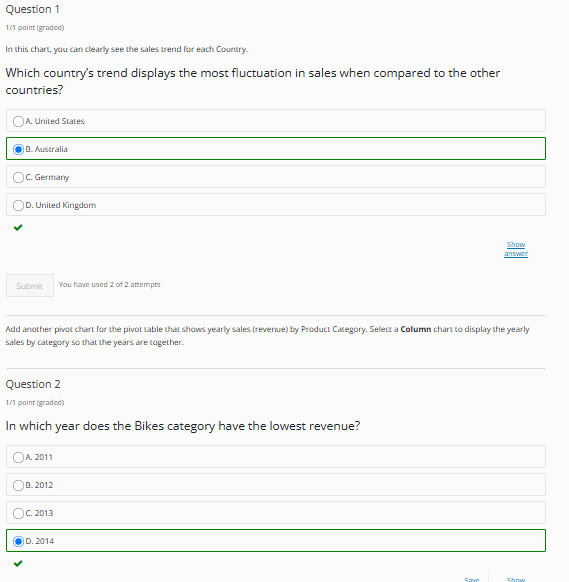 Question 1
1/1 point (graded)
In this chart, you can clearly see the sales trend for each Country.
Which country's trend displays the most fluctuation in sales when compared to the other
countries?
A. United States
B. Australia
C. Germany
D. United Kingdom
Show
answer
Submit You have used 2 of 2 attempts
Add another pivot chart for the pivot table that shows yearly sales (revenue) by Product Category. Select a Column chart to display the yearly
sales by category so that the years are together.
Question 2
1/1 point (graded)
In which year does the Bikes category have the lowest revenue?
A. 2011
B. 2012
C. 2013
D. 2014
Save Show